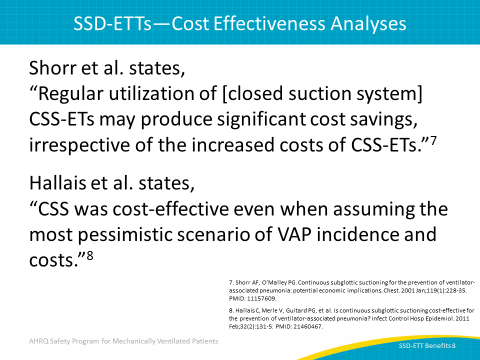 SSD-ETTs—Cost Effectiveness Analyses
Shorr et al. states,
“Regular utilization of [closed suction system]
CSS-ETs may produce significant cost savings,
irrespective of the increased costs of CSS-ETs.”7
Hallais et al. states,
“CSS was cost-effective even when assuming the
most pessimistic scenario of VAP incidence and
costs.”8
7. Shorr AF, O’Malley PG. Continuous subglottic suctioning for the prevention of ventilator-
associated pneumonia: potential economic implications. Chest. 2001 Jan;119(1):228-35.
PMID: 11157609.
8. Hallais C, Merle V, Guitard PG, et al. Is continuous subglottic suctioning cost-effective for
the prevention of ventilator-associated pneumonia? Infect Control Hosp Epidemiol. 2011
Feb;32(2):131-5. PMID: 21460467.
AHRQ Safety Program for Mechanically Ventilated Patients
SSD-ETT Benefits 8